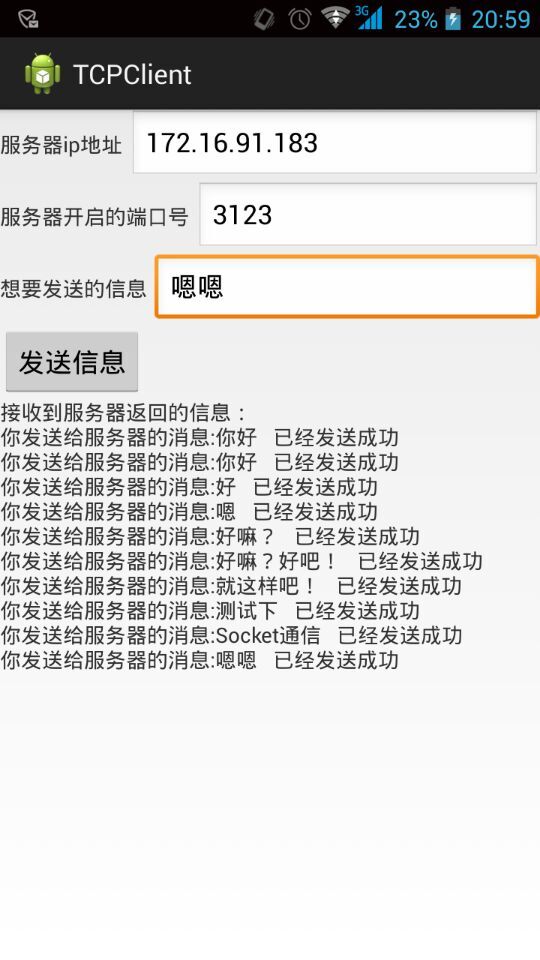 3G 23% 20:59
TCPClient
服务器ip地址 172.16.91.183
服务器开启的端口号 3123
想要发送的信息 嗯嗯
发送信息
接收到服务器返回的信息：
你发送给服务器的消息:你好 已经发送成功
你发送给服务器的消息:你好 已经发送成功
你发送给服务器的消息:好 已经发送成功
你发送给服务器的消息:嗯 已经发送成功
你发送给服务器的消息:好嘛？ 已经发送成功
你发送给服务器的消息:好嘛？好吧！ 已经发送成功
你发送给服务器的消息:就这样吧！ 已经发送成功
你发送给服务器的消息:测试下 已经发送成功
你发送给服务器的消息:Socket通信 已经发送成功
你发送给服务器的消息:嗯嗯 已经发送成功